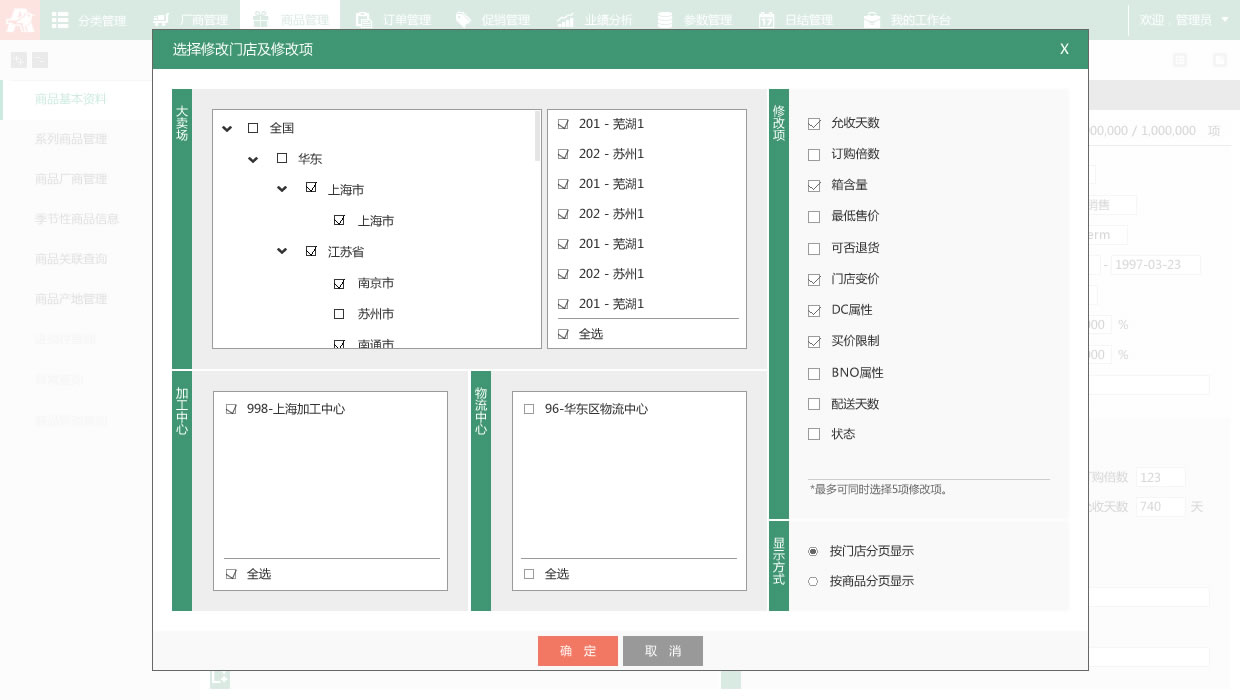 分类管理 厂商管理 商品管理 订单管理 促销管理 业绩分析 参数管理 日结管理 我的工作台 欢迎，管理员
选择修改门店及修改项 X
商品基本资料
系列商品管理
商品厂商管理
季节性商品信息
商品关联查询
商品产地管理
大卖场
全国
华东
上海市
上海市
江苏省
南京市
苏州市
南通市
201 - 芜湖1
202 - 苏州1
201 - 芜湖1
202 - 苏州1
201 - 芜湖1
202 - 苏州1
201 - 芜湖1
全选
加工中心
998-上海加工中心
全选
物流中心
96-华东区物流中心
全选
修改项
允收天数
订购倍数
箱含量
最低售价
可否退货
门店变价
DC属性
买价限制
BNO属性
配送天数
状态
*最多可同时选择5项修改项。
显示方式
按门店分页显示
按商品分页显示
确 定 取 消
00,000 / 1,000,000 项
销售
erm
- 1997-03-23
000 %
000 %
订购倍数 123
允收天数 740 天